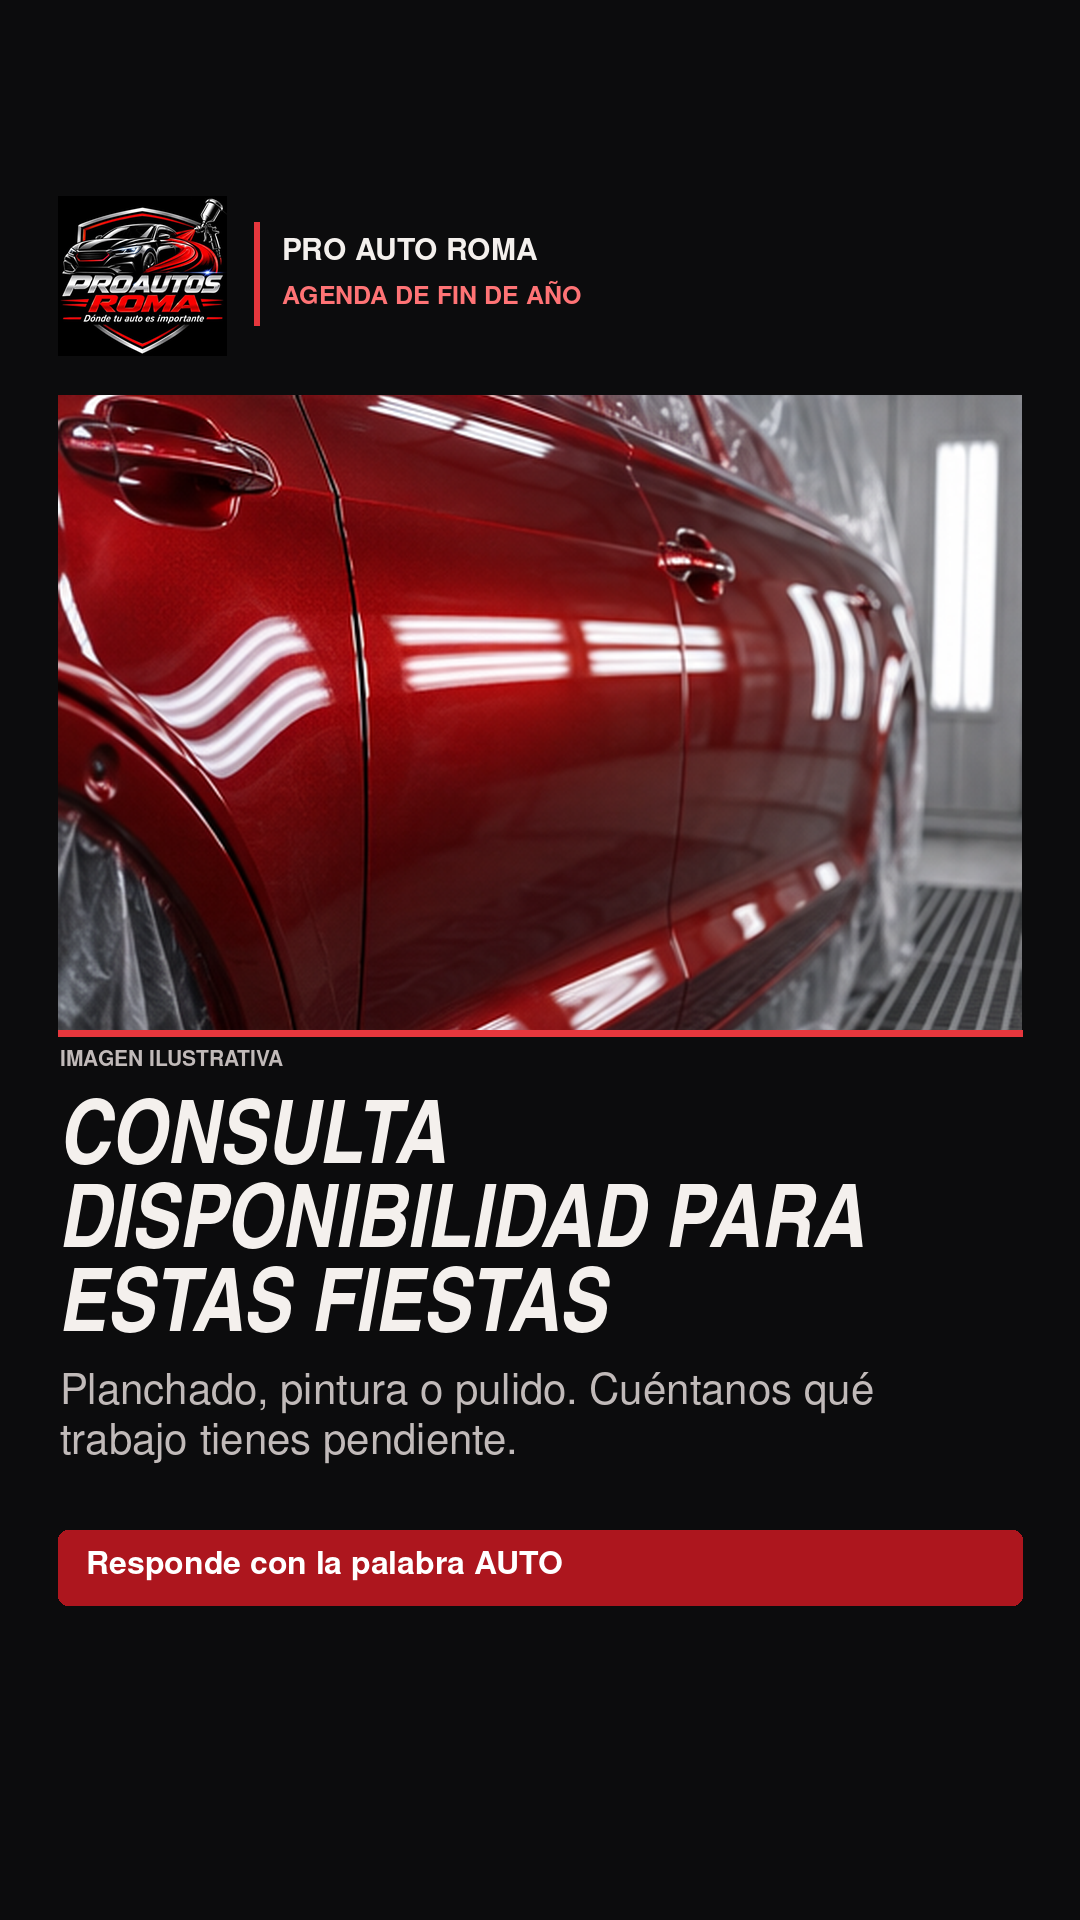 PROAUTOS
ROMA
Dónde tu auto es importante
PRO AUTO ROMA
AGENDA DE FIN DE AÑO
IMAGEN ILUSTRATIVA
CONSULTA
DISPONIBILIDAD PARA
ESTAS FIESTAS
Planchado, pintura o pulido. Cuéntanos qué
trabajo tienes pendiente.
Responde con la palabra AUTO